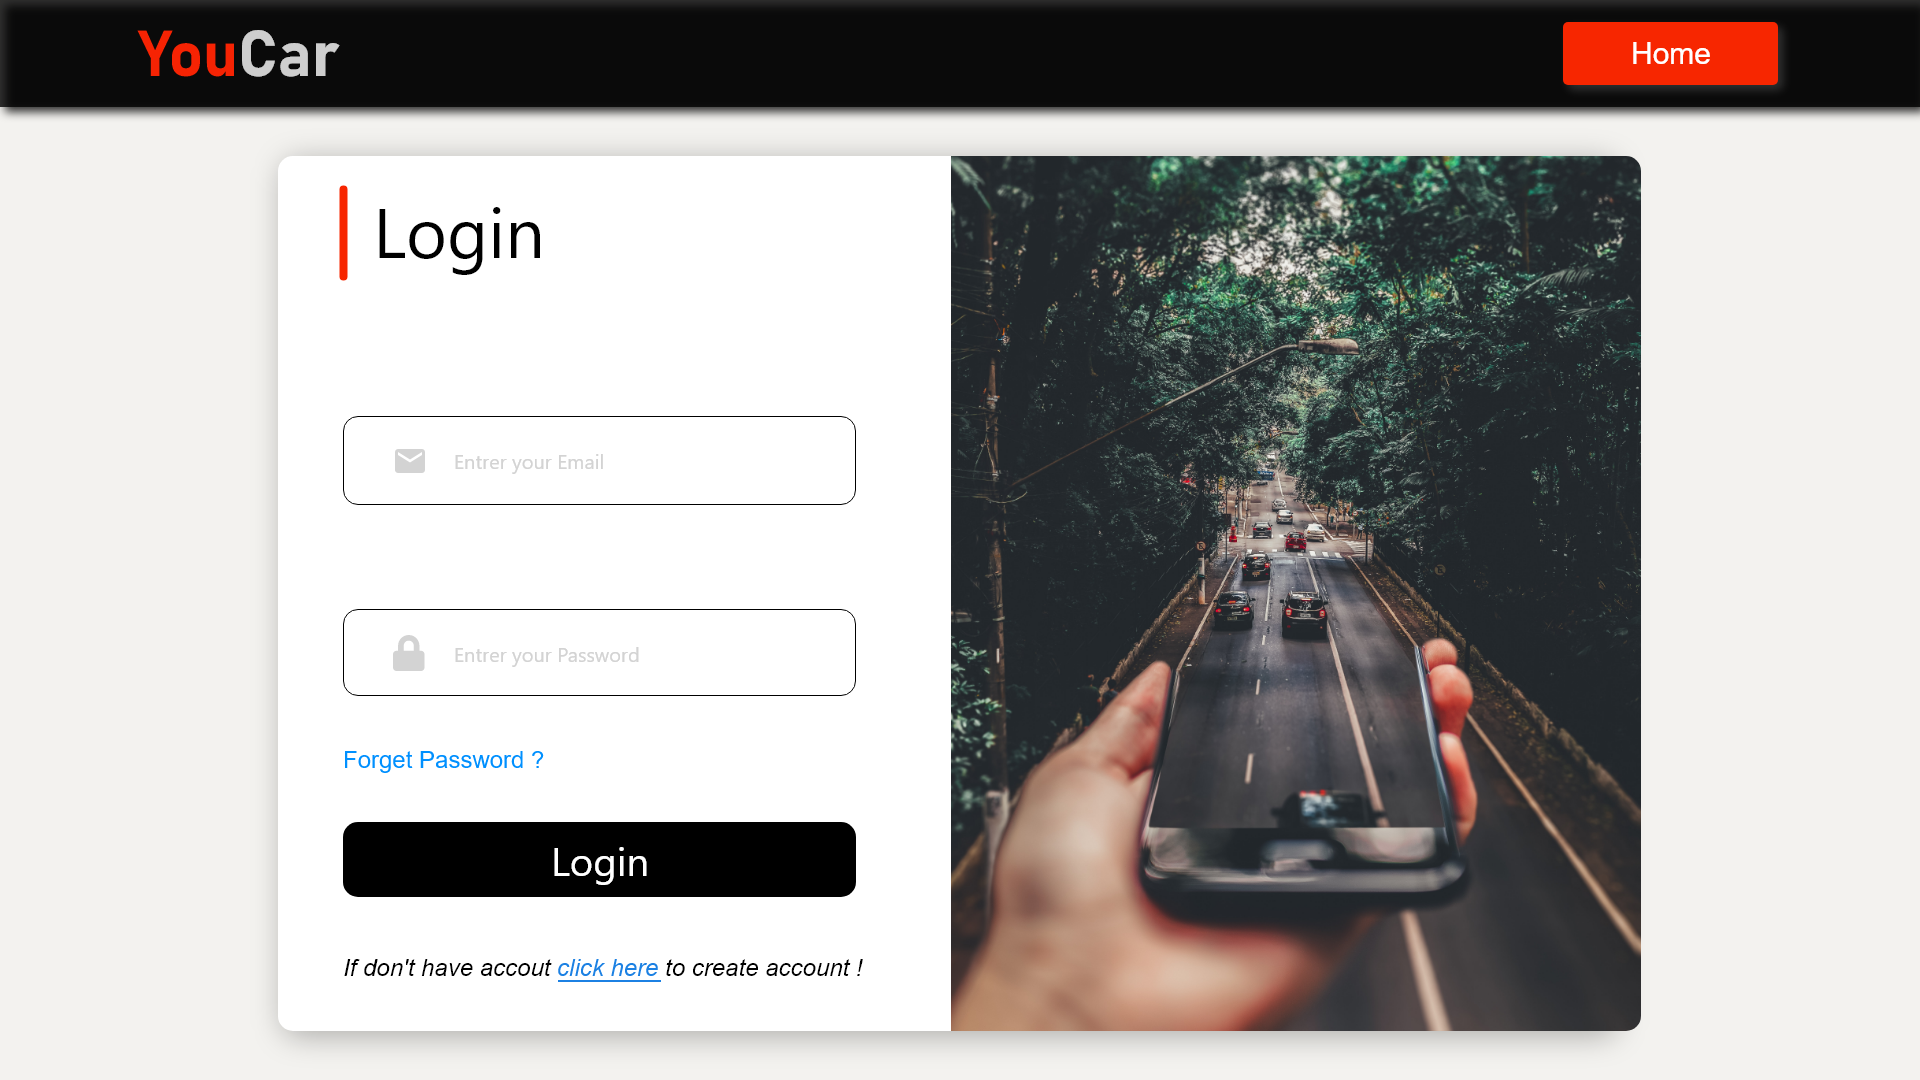 YouCar
Home
Login
Entrer your Email
Entrer your Password
Forget Password ?
Login
If don't have accout click here to create account !